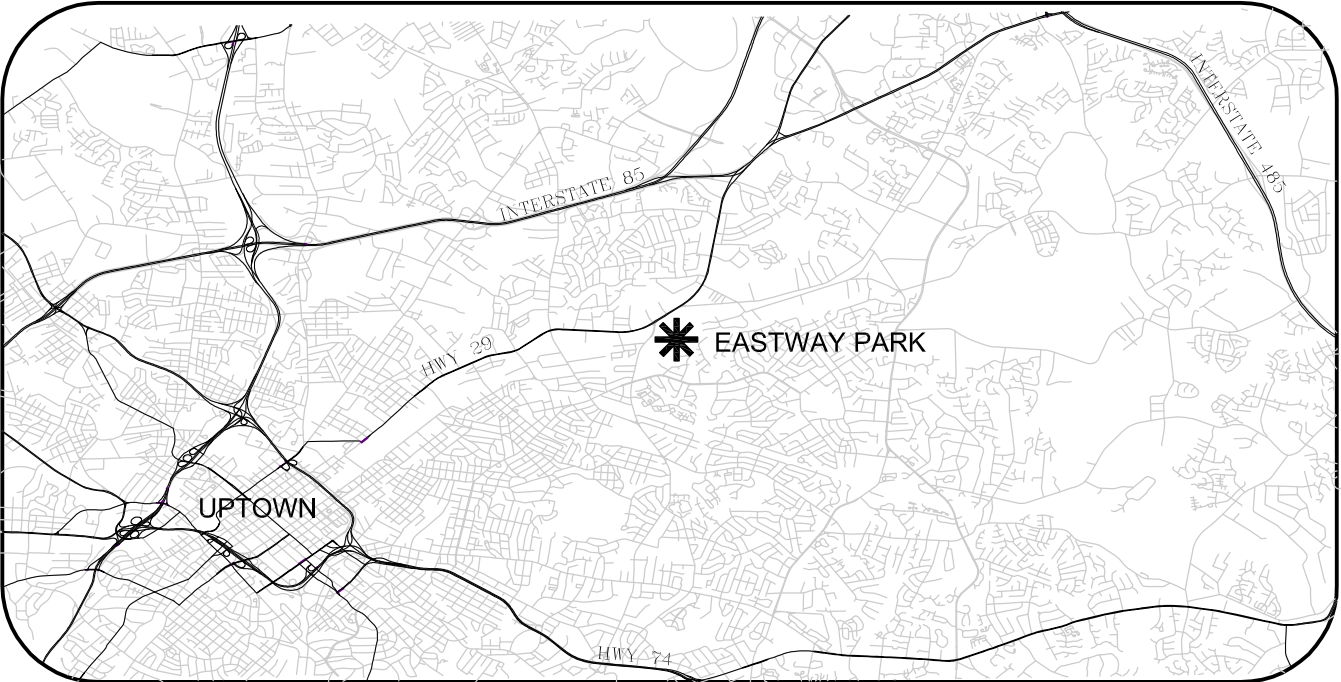 INTERSTATE 485
INTERSTATE 85
EASTWAY PARK
HWY 29
UPTOWN
HWY 74